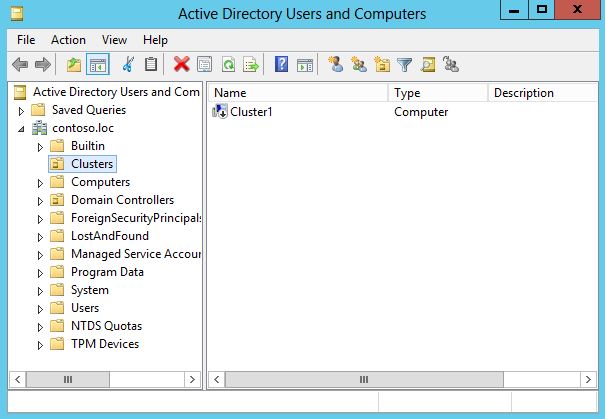 Active Directory Users and Computers
File Action View Help
Active Directory Users and Com
Saved Queries
contoso.loc
Builtin
Clusters
Computers
Domain Controllers
ForeignSecurityPrincipals
LostAndFound
Managed Service Accour
Program Data
System
Users
NTDS Quotas
TPM Devices
Name Type Description
Cluster1 Computer